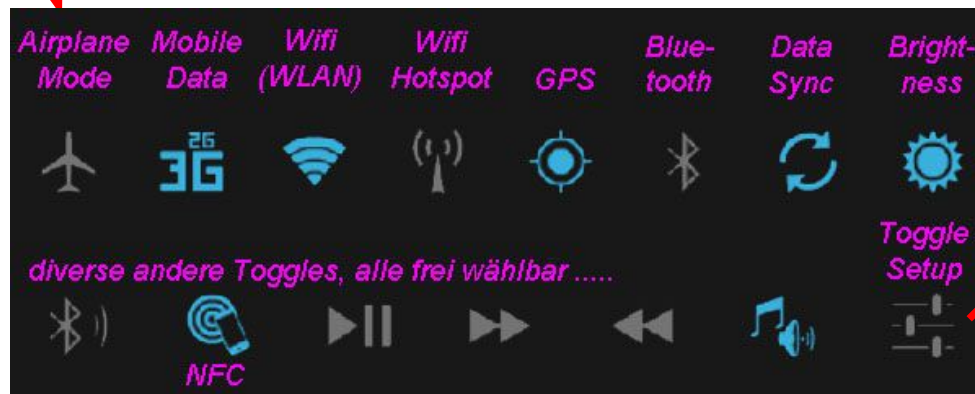 Airplane Mobile Wifi Wifi Blue- Data Bright-
Mode Data (WLAN) Hotspot GPS tooth Sync ness
2G
3G
Toggle
diverse andere Toggles, alle frei wählbar ..... Setup
NFC